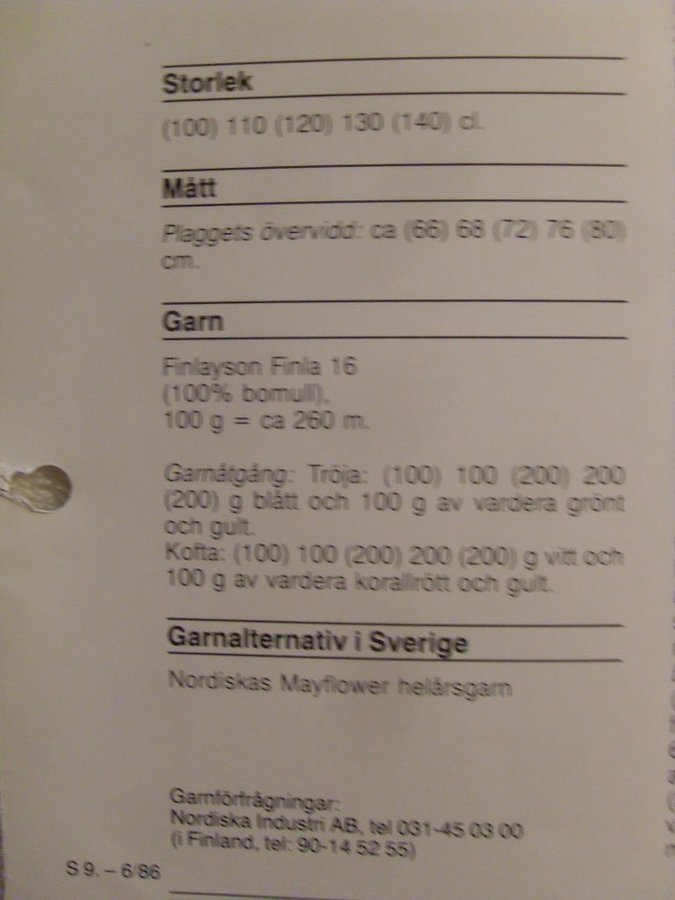 Storlek
(100) 110 (120) 130 (140) cl.
Mått
Plaggets övervidd: ca (66) 68 (72) 76 (80)
cm.
Garn
Finlayson Finla 16
(100% bomull),
100 g = ca 260 m.
Garnåtgång: Tröja: (100) 100 (200) 200
(200) g blått och 100 g av vardera grönt
och gult.
Kofta: (100) 100 (200) 200 (200) g vitt och
100 g av vardera korallrött och gult.
Garnalternativ i Sverige
Nordiskas Mayflower helårsgarn
Garnförfrågningar:
Nordiska Industri AB, tel 031-45 03 00
(i Finland, tel: 90-14 52 55)
S 9. – 6/86